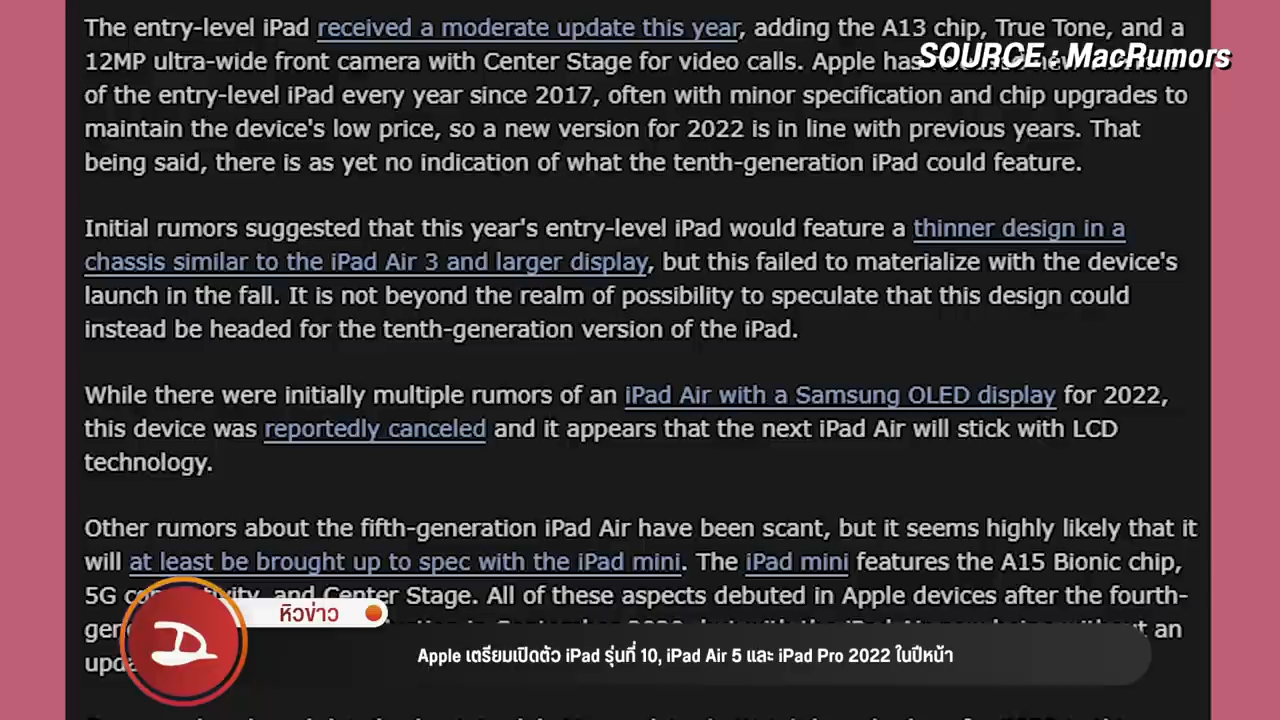 The entry-level iPad received a moderate update this year, adding the A13 chip, True Tone, and a
SOURCE : MacRumors
12MP ultra-wide front camera with Center Stage for video calls. Apple has
of the entry-level iPad every year since 2017, often with minor specification and chip upgrades to
maintain the device's low price, so a new version for 2022 is in line with previous years. That
being said, there is as yet no indication of what the tenth-generation iPad could feature.
Initial rumors suggested that this year's entry-level iPad would feature a thinner design in a
chassis similar to the iPad Air 3 and larger display, but this failed to materialize with the device's
launch in the fall. It is not beyond the realm of possibility to speculate that this design could
instead be headed for the tenth-generation version of the iPad.
While there were initially multiple rumors of an iPad Air with a Samsung OLED display for 2022,
this device was reportedly canceled and it appears that the next iPad Air will stick with LCD
technology.
Other rumors about the fifth-generation iPad Air have been scant, but it seems highly likely that it
will at least be brought up to spec with the iPad mini. The iPad mini features the A15 Bionic chip,
5G and Center Stage. All of these aspects debuted in Apple devices after the fourth-
an
หิวข่าว
Apple เตรียมเปิดตัว iPad รุ่นที่ 10, iPad Air 5 และ iPad Pro 2022 ในปีหน้า